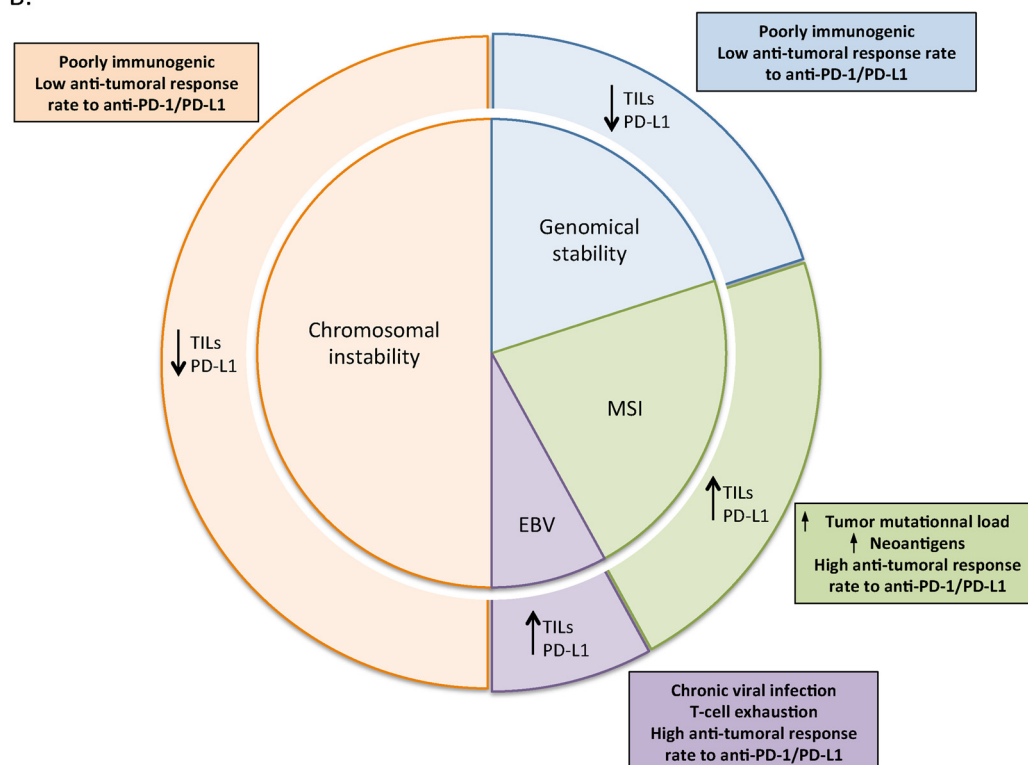 B.
Poorly immunogenic
Low anti-tumoral response
rate to anti-PD-1/PD-L1
Poorly immunogenic
Low anti-tumoral response rate
to anti-PD-1/PD-L1
↓ TILs
PD-L1
Genomical
stability
Chromosomal
instability
↓ TILs
PD-L1
MSI
↑ TILs
PD-L1
EBV
↑ TILs
PD-L1
↑ Tumor mutationnal load
↑ Neoantigens
High anti-tumoral response
rate to anti-PD-1/PD-L1
Chronic viral infection
T-cell exhaustion
High anti-tumoral response
rate to anti-PD-1/PD-L1